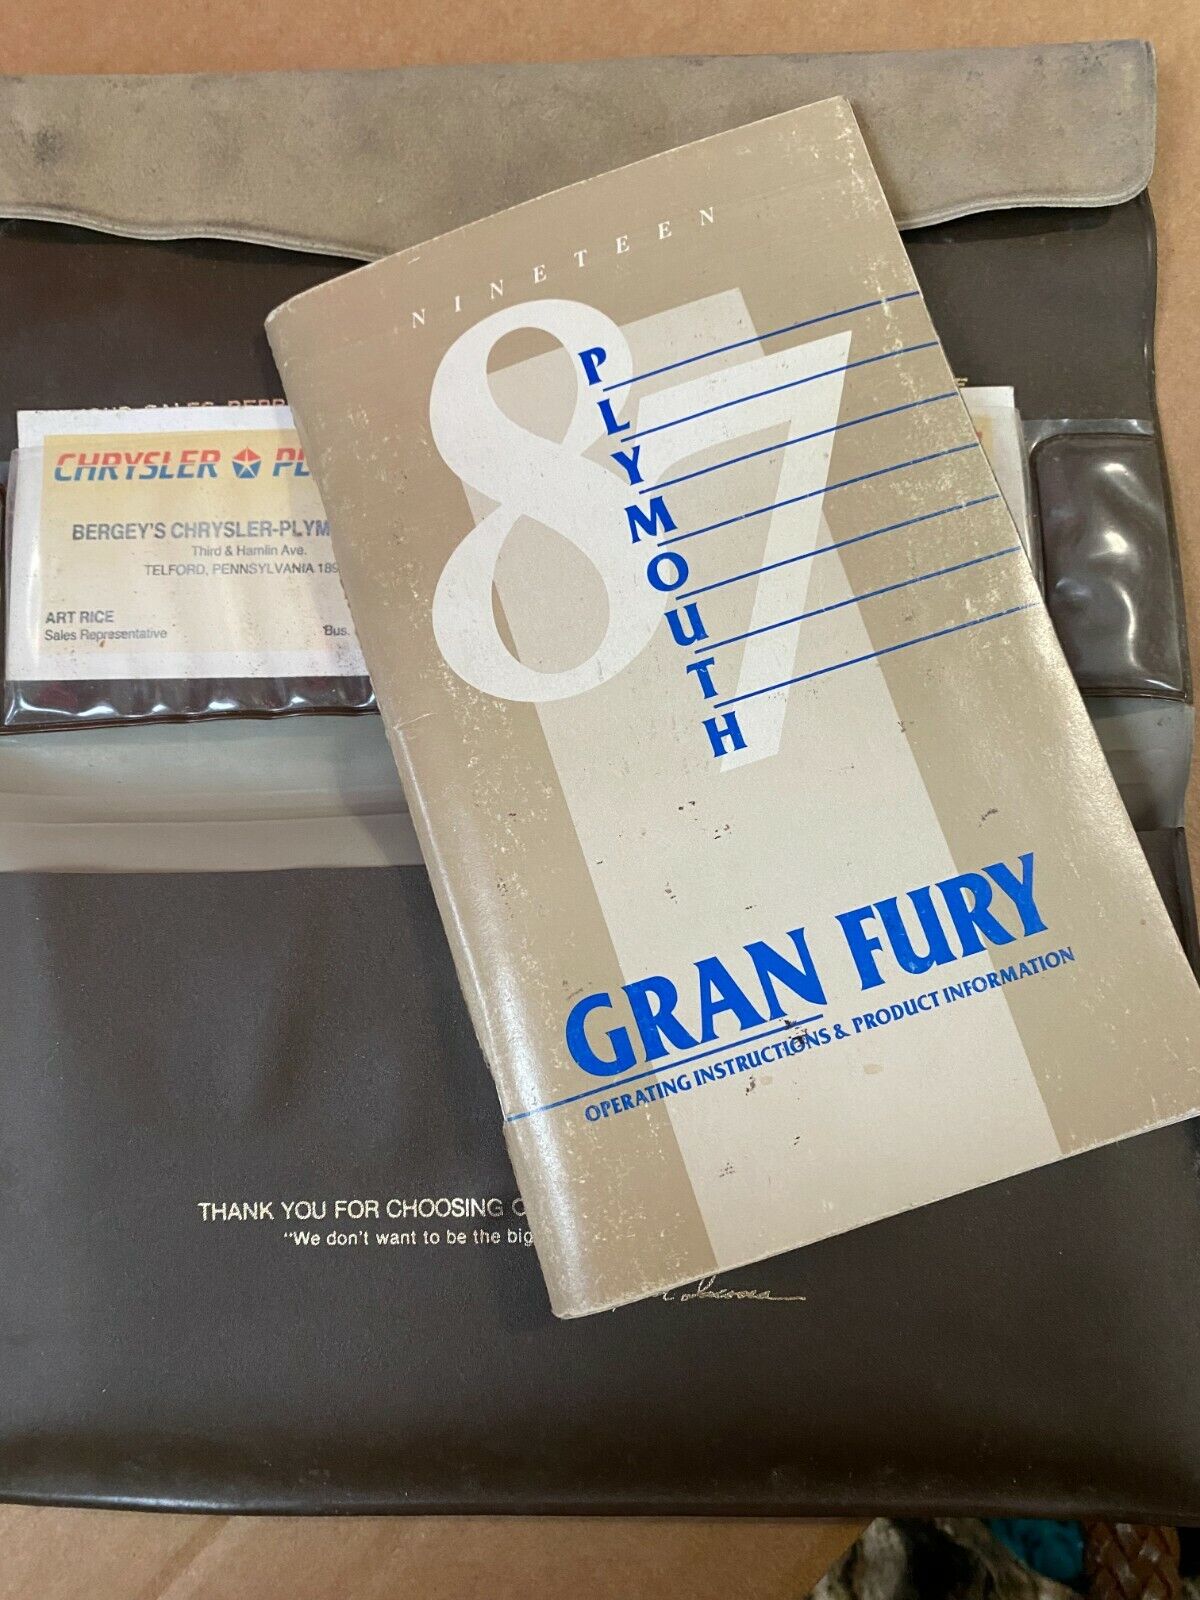 NINETEEN
87
PLYMOUTH
GRAN FURY
OPERATING INSTRUCTIONS & PRODUCT INFORMATION
SALES
CHRYSLER
BERGEY'S CHRYSLER-PLYM
Third & Hamlin Ave.
TELFORD, PENNSYLVANIA 189
ART RICE
Sales Representative
Bus.
THANK YOU FOR CHOOSING
"We don't want to be the big